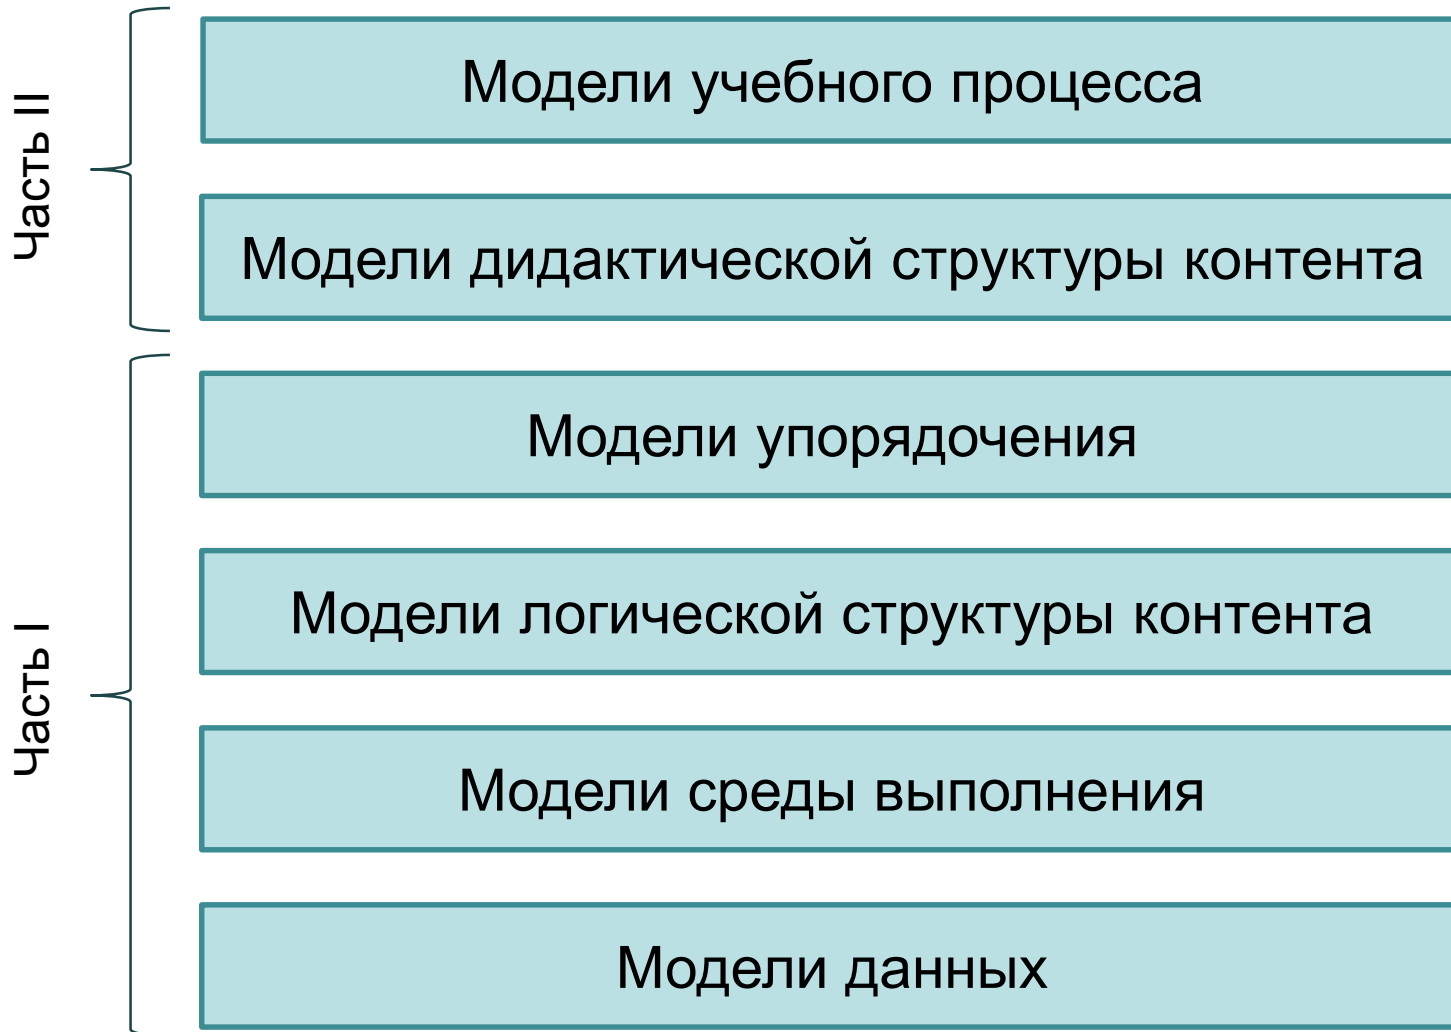 Часть II
Модели учебного процесса
Модели дидактической структуры контента
Часть I
Модели упорядочения
Модели логической структуры контента
Модели среды выполнения
Модели данных